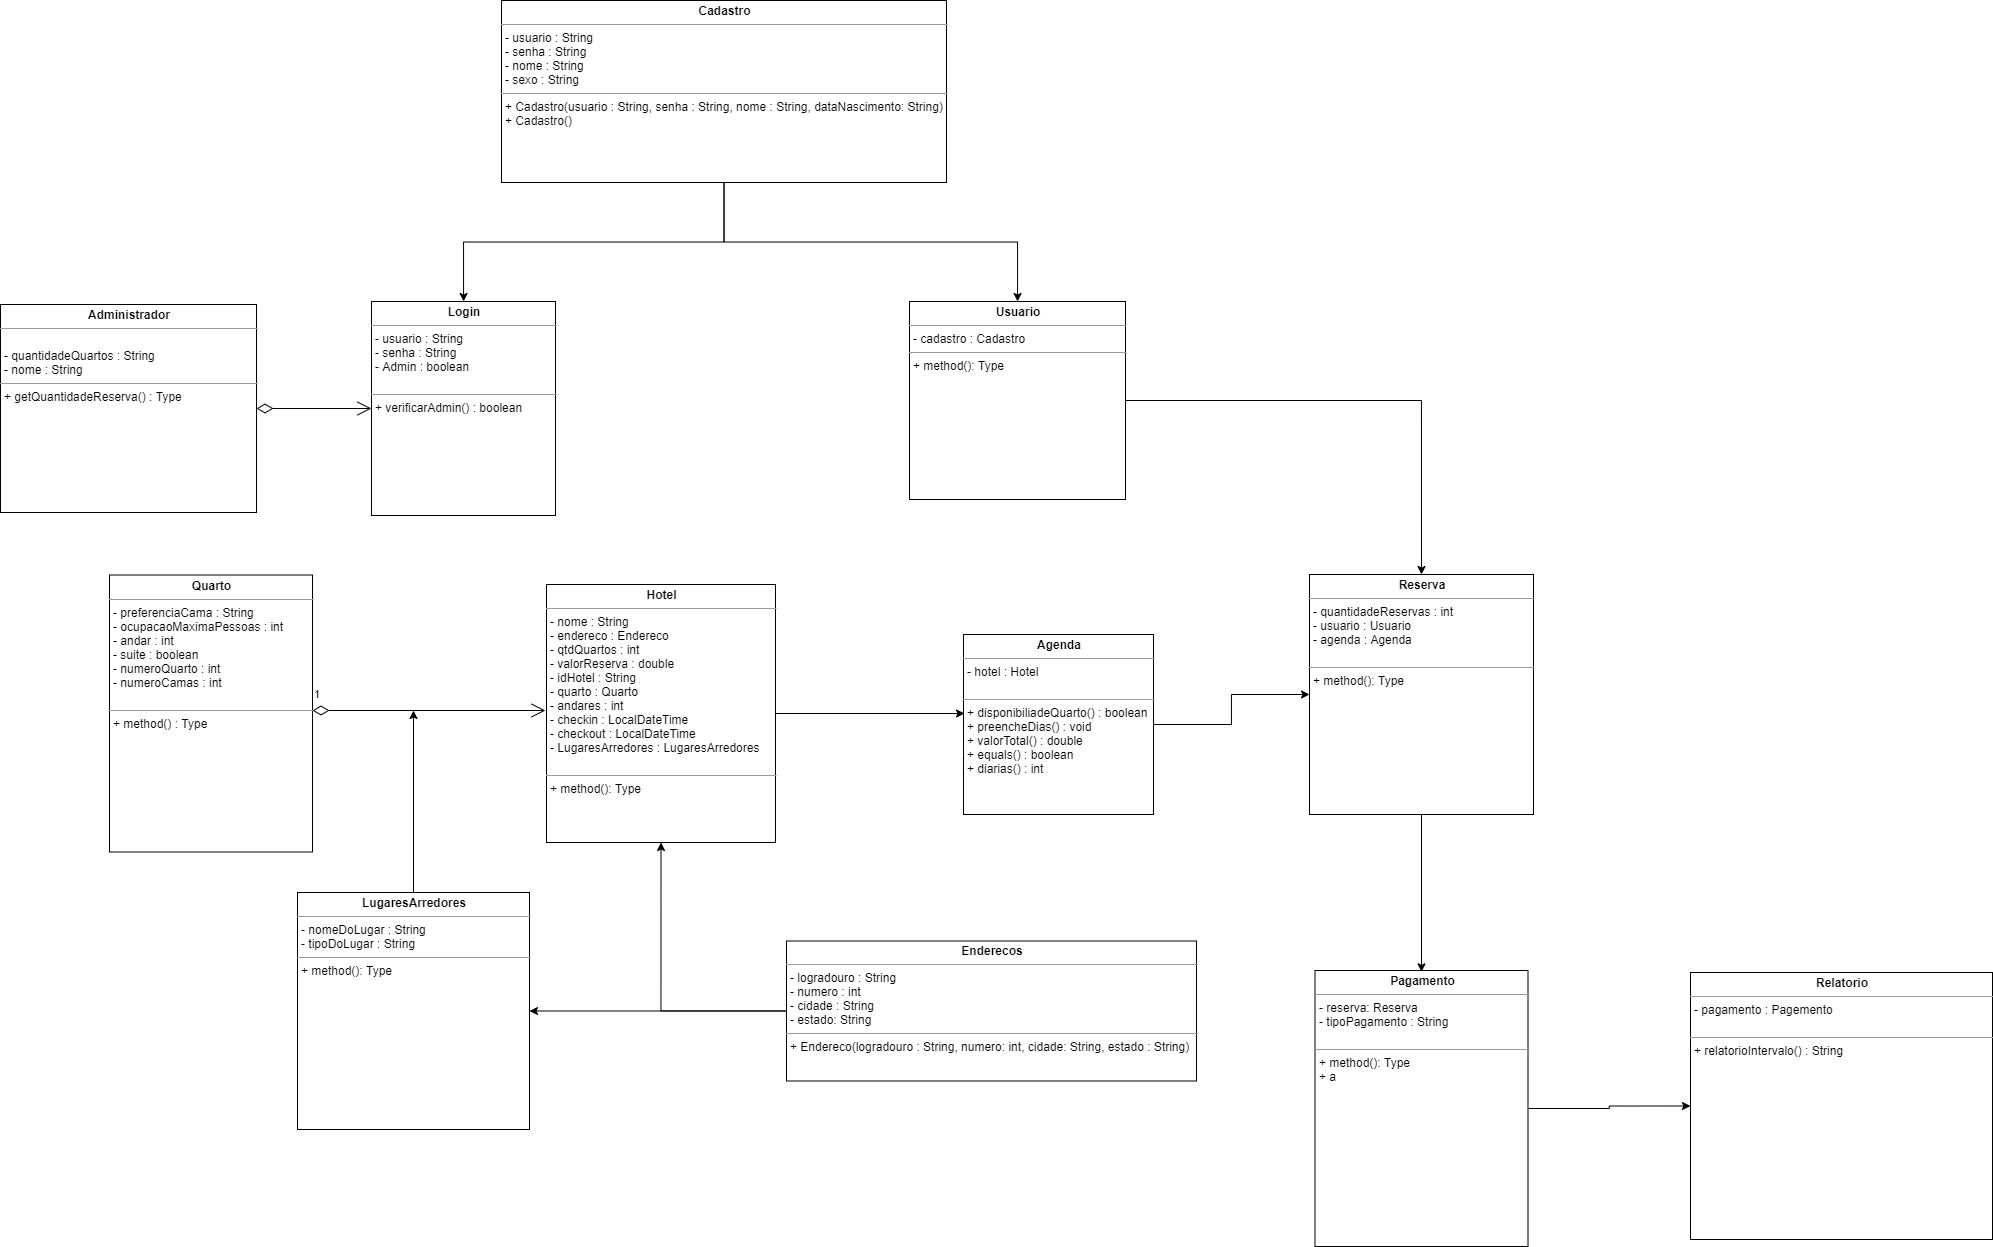 Cadastro
- usuario : String
- senha : String
- nome : String
- sexo : String
+ Cadastro(usuario : String, senha : String, nome : String, dataNascimento: String)
+ Cadastro()
Administrador
- quantidadeQuartos : String
- nome : String
+ getQuantidadeReserva() : Type
Login
- usuario : String
- senha : String
- Admin : boolean
+ verificarAdmin() : boolean
Usuario
- cadastro : Cadastro
+ method(): Type
Quarto
- preferenciaCama : String
- ocupacaoMaximaPessoas : int
- andar : int
- suite : boolean
- numeroQuarto : int
- numeroCamas : int
+ method() : Type
1
Hotel
- nome : String
- endereco : Endereco
- qtdQuartos : int
- valorReserva : double
- idHotel : String
- quarto : Quarto
- andares : int
- checkin : LocalDateTime
- checkout : LocalDateTime
- LugaresArredores : LugaresArredores
+ method(): Type
Agenda
- hotel : Hotel
+ disponibiliadeQuarto() : boolean
+ preencheDias() : void
+ valorTotal() : double
+ equals() : boolean
+ diarias() : int
Reserva
- quantidadeReservas : int
- usuario : Usuario
- agenda : Agenda
+ method(): Type
LugaresArredores
- nomeDoLugar : String
- tipoDoLugar : String
+ method(): Type
Enderecos
- logradouro : String
- numero : int
- cidade : String
- estado: String
+ Endereco(logradouro : String, numero: int, cidade: String, estado : String)
Pagamento
- reserva: Reserva
- tipoPagamento : String
+ method(): Type
+ a
Relatorio
- pagamento : Pagemento
+ relatorioIntervalo() : String